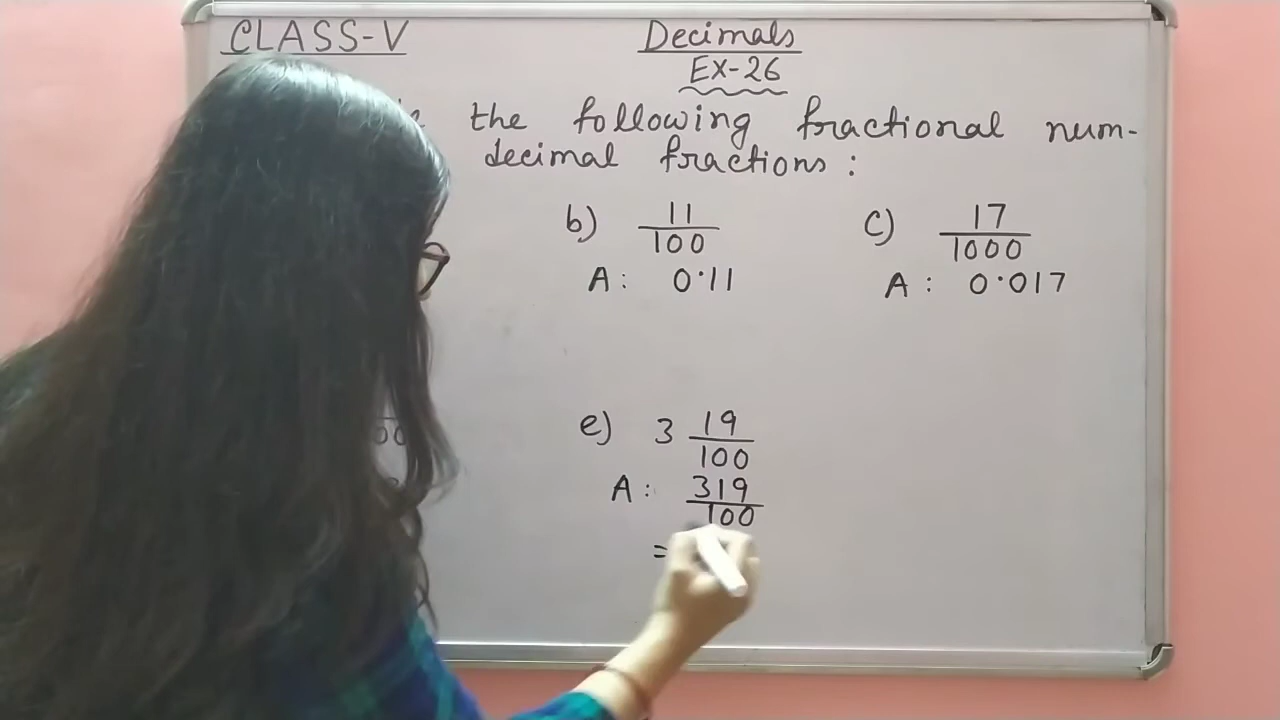 CLASS-V
Decimals
EX-26
the following fractional num-
decimal fractions :
b) 11/100
c) 17/1000
A: 0·11
A: 0·017
e) 3 19/100
A: 319/100
=